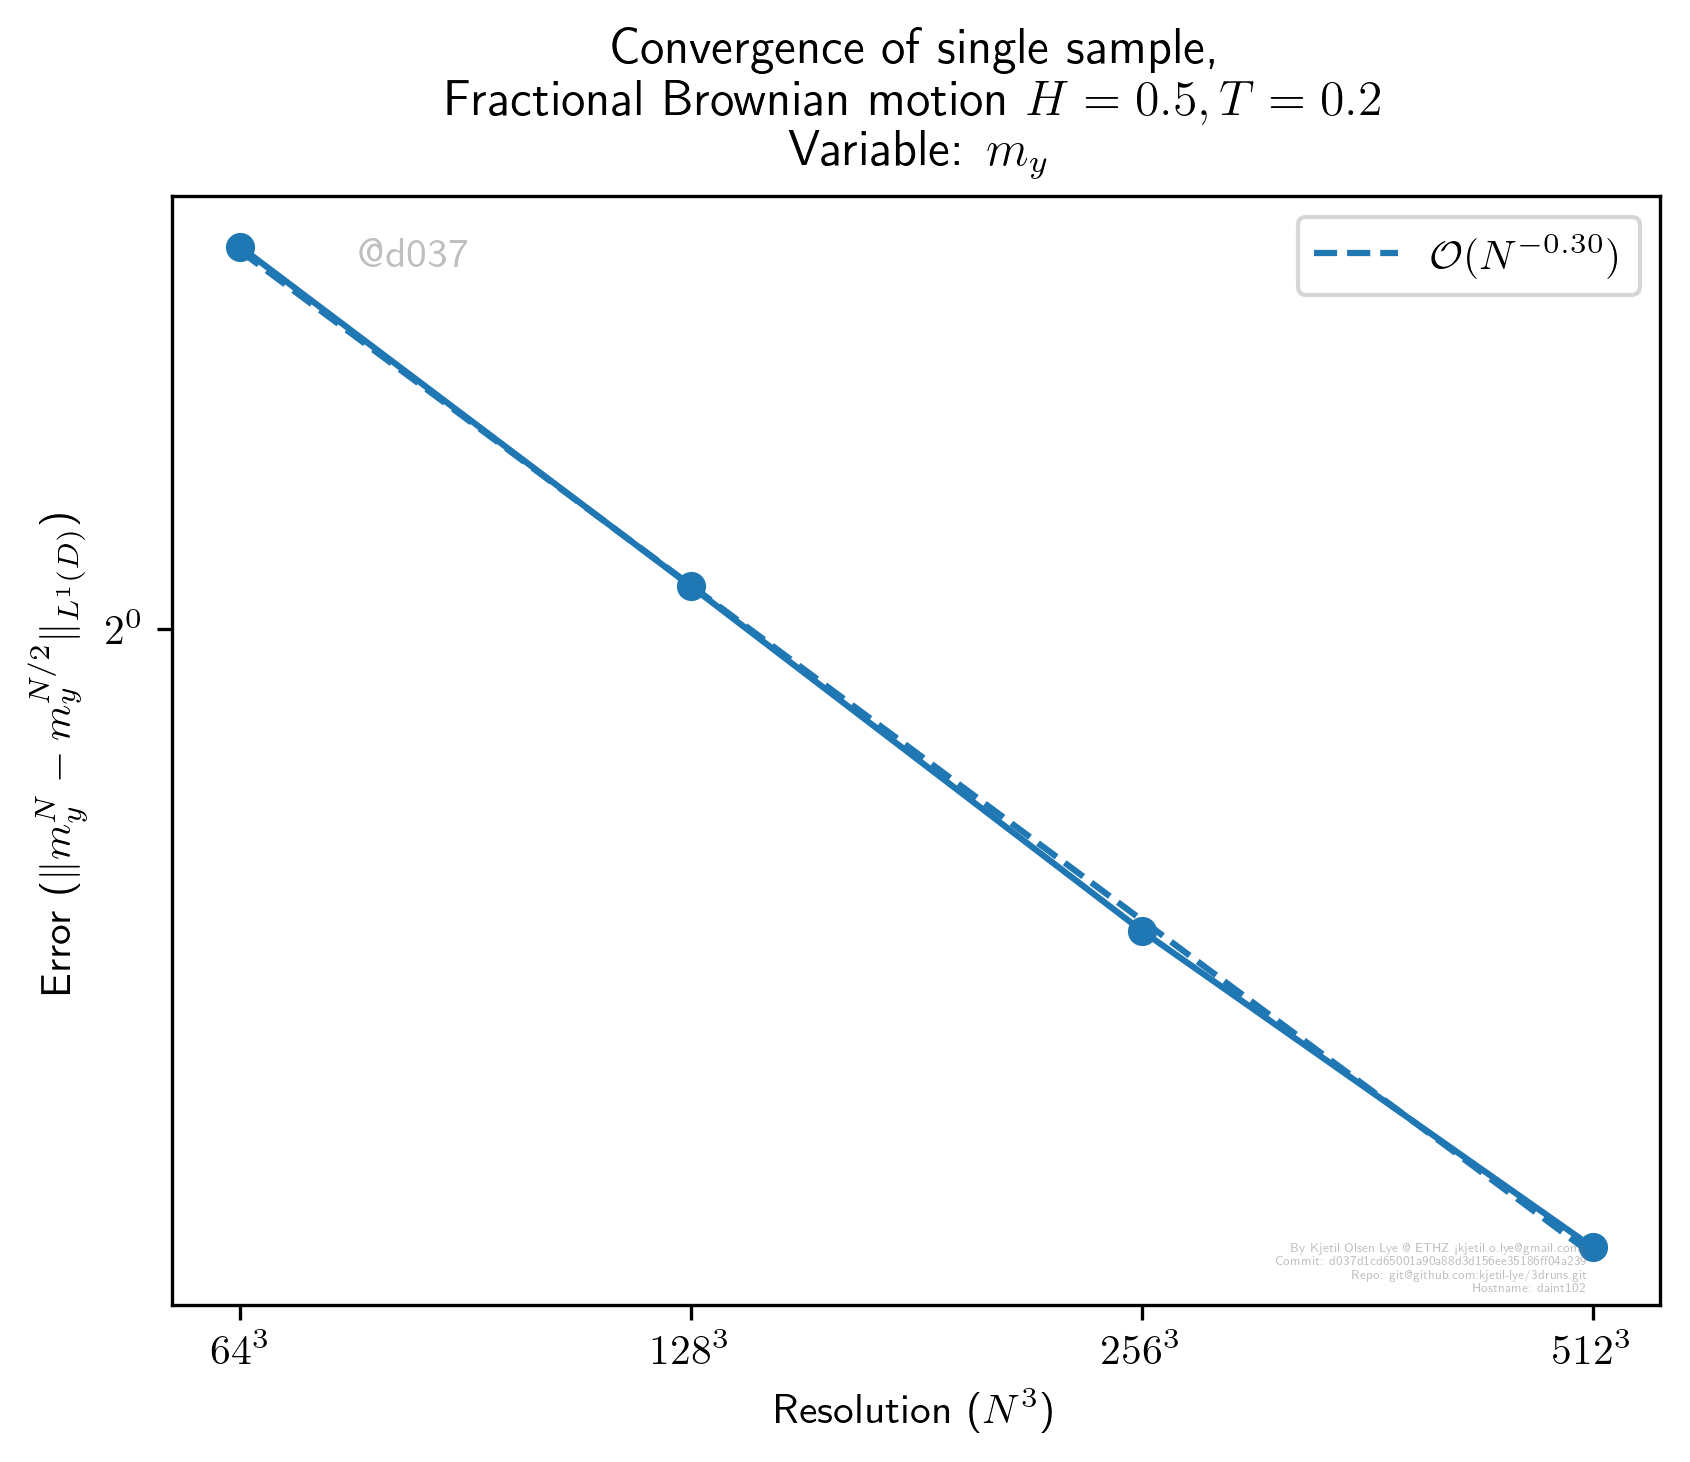 Convergence of single sample,
Fractional Brownian motion $H = 0.5, T = 0.2$
Variable: $m_y$
@d037
$\mathcal{O}(N^{-0.30})$
Error ($\|m_y^N - m_y^{N/2}\|_{L^1(D)}$)
$2^0$
By Kjetil Olsen Lye @ ETHZ ‹kjetil.o.lye@gmail.com
Commit: d037d1cd65001a90a88d3d156ee35186ff04a239
Repo: git@github.com:kjetil-lye/3druns.git
Hostname: daint102
$64^3$
$128^3$
$256^3$
$512^3$
Resolution ($N^3$)